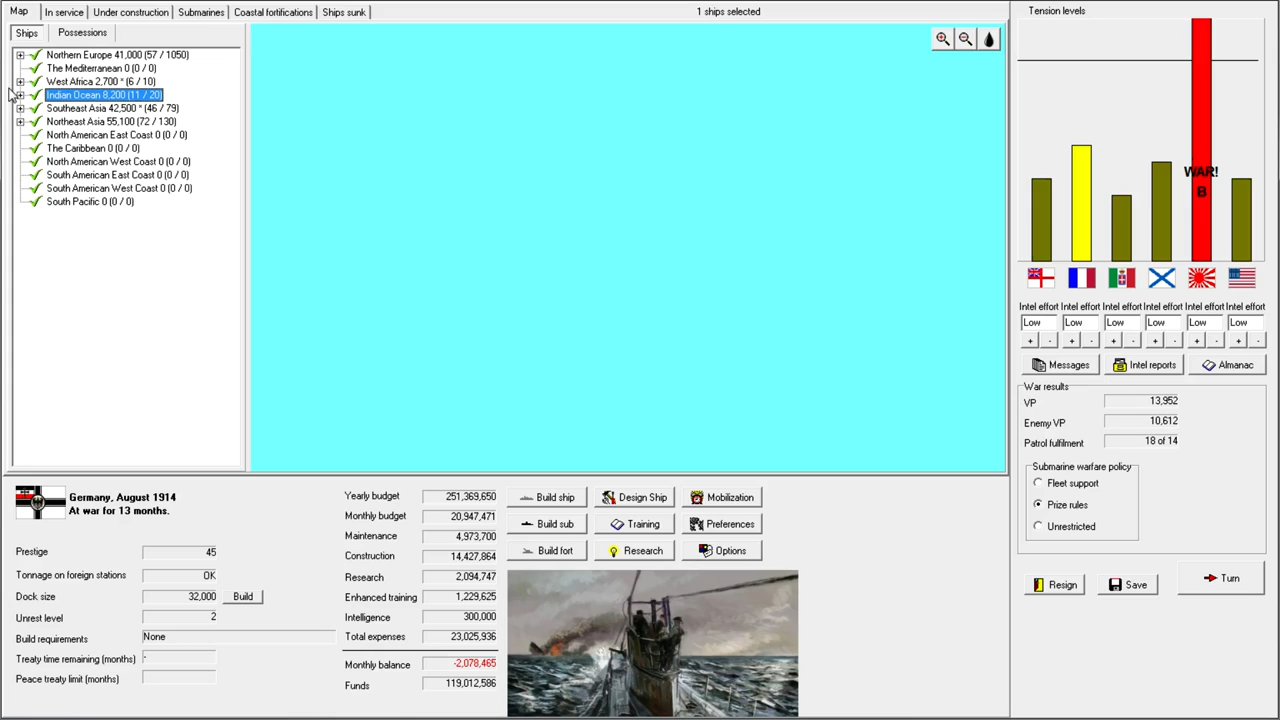 Map In service Under construction Submarines Coastal fortifications Ships sunk 1 ships selected Tension levels
Ships Possessions
Northern Europe 41,000 (57 / 1050)
The Mediterranean 0 (0 / 0)
West Africa 2,700 * (6 / 10)
Indian Ocean 8,200 (11 / 20)
Southeast Asia 42,500 * (46 / 79)
Northeast Asia 55,100 (72 / 130)
North American East Coast 0 (0 / 0)
The Caribbean 0 (0 / 0)
North American West Coast 0 (0 / 0)
South American East Coast 0 (0 / 0)
South American West Coast 0 (0 / 0)
South Pacific 0 (0 / 0)
WAR!
B
Intel effort Intel effort Intel effort Intel effort Intel effort Intel effort
Low Low Low Low Low Low
+ - + - + - + - + - + -
Messages Intel reports Almanac
War results
VP 13,952
Enemy VP 10,612
Patrol fulfilment 18 of 14
Submarine warfare policy
Fleet support
Prize rules
Unrestricted
Resign Save Turn
Germany, August 1914
At war for 13 months.
Prestige 45
Tonnage on foreign stations OK
Dock size 32,000 Build
Unrest level 2
Build requirements None
Treaty time remaining (months) -
Peace treaty limit (months)
Yearly budget 251,369,650
Monthly budget 20,947,471
Maintenance 4,973,700
Construction 14,427,864
Research 2,094,747
Enhanced training 1,229,625
Intelligence 300,000
Total expenses 23,025,936
Monthly balance -2,078,465
Funds 119,012,586
Build ship Design Ship Mobilization
Build sub Training Preferences
Build fort Research Options